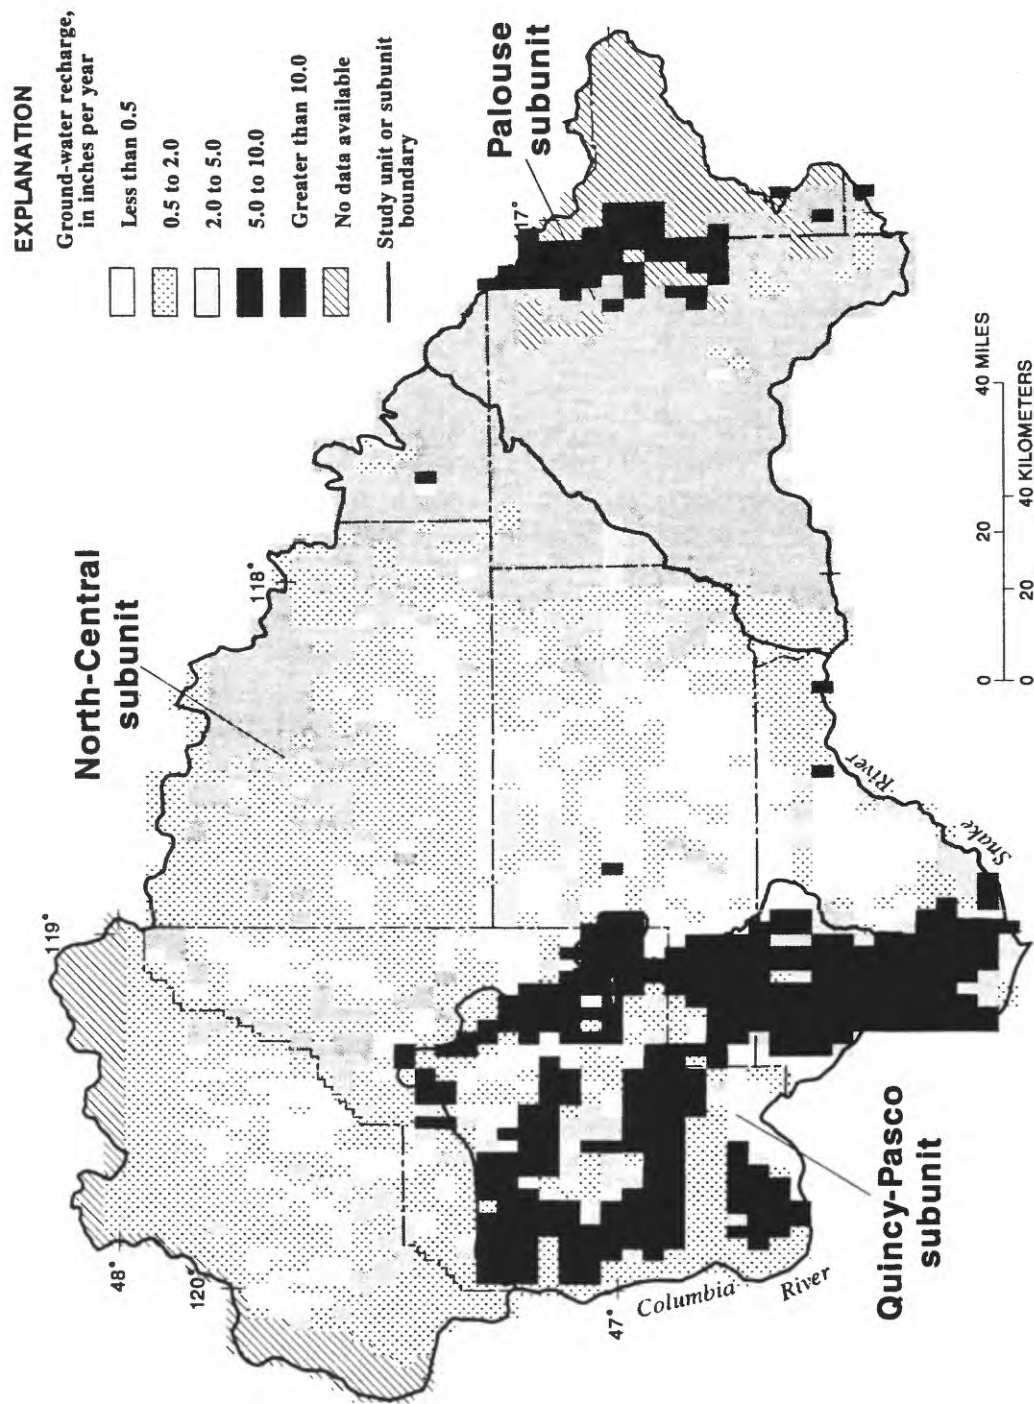 EXPLANATION
Ground-water recharge,
in inches per year
Less than 0.5
0.5 to 2.0
2.0 to 5.0
5.0 to 10.0
Greater than 10.0
No data available
Study unit or subunit
boundary
North-Central
subunit
Palouse
subunit
Quincy-Pasco
subunit
119°
118°
17°
48°
120°
47°
Columbia
River
Snake
River
0 20 40 MILES
0 20 40 KILOMETERS